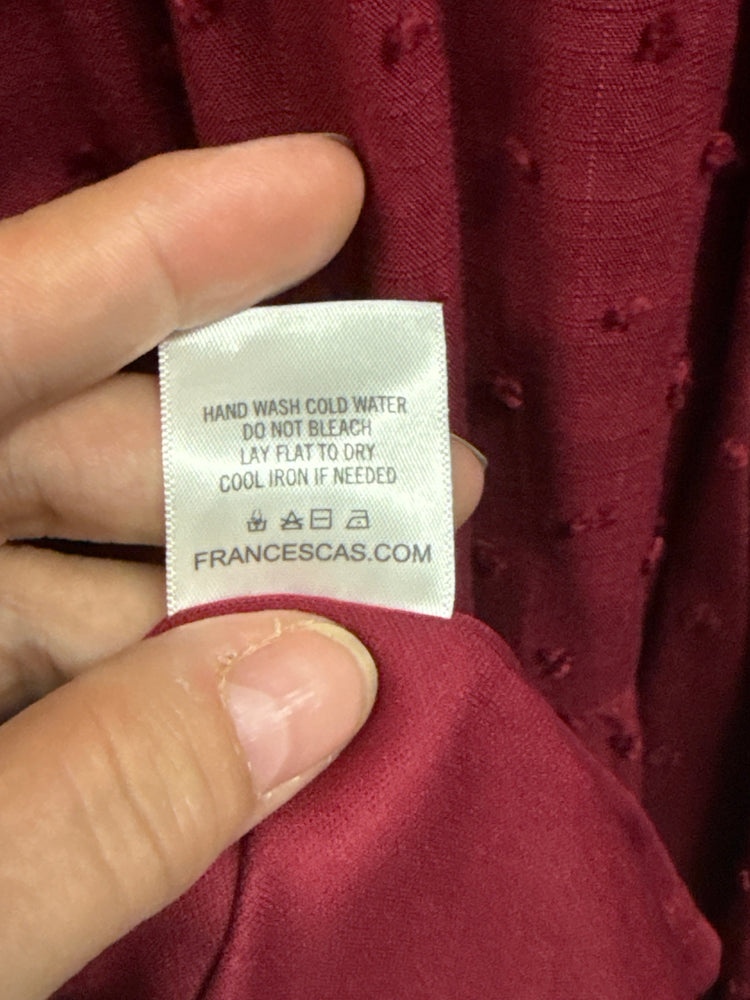 HAND WASH COLD WATER
DO NOT BLEACH
LAY FLAT TO DRY
COOL IRON IF NEEDED
FRANCESCAS.COM